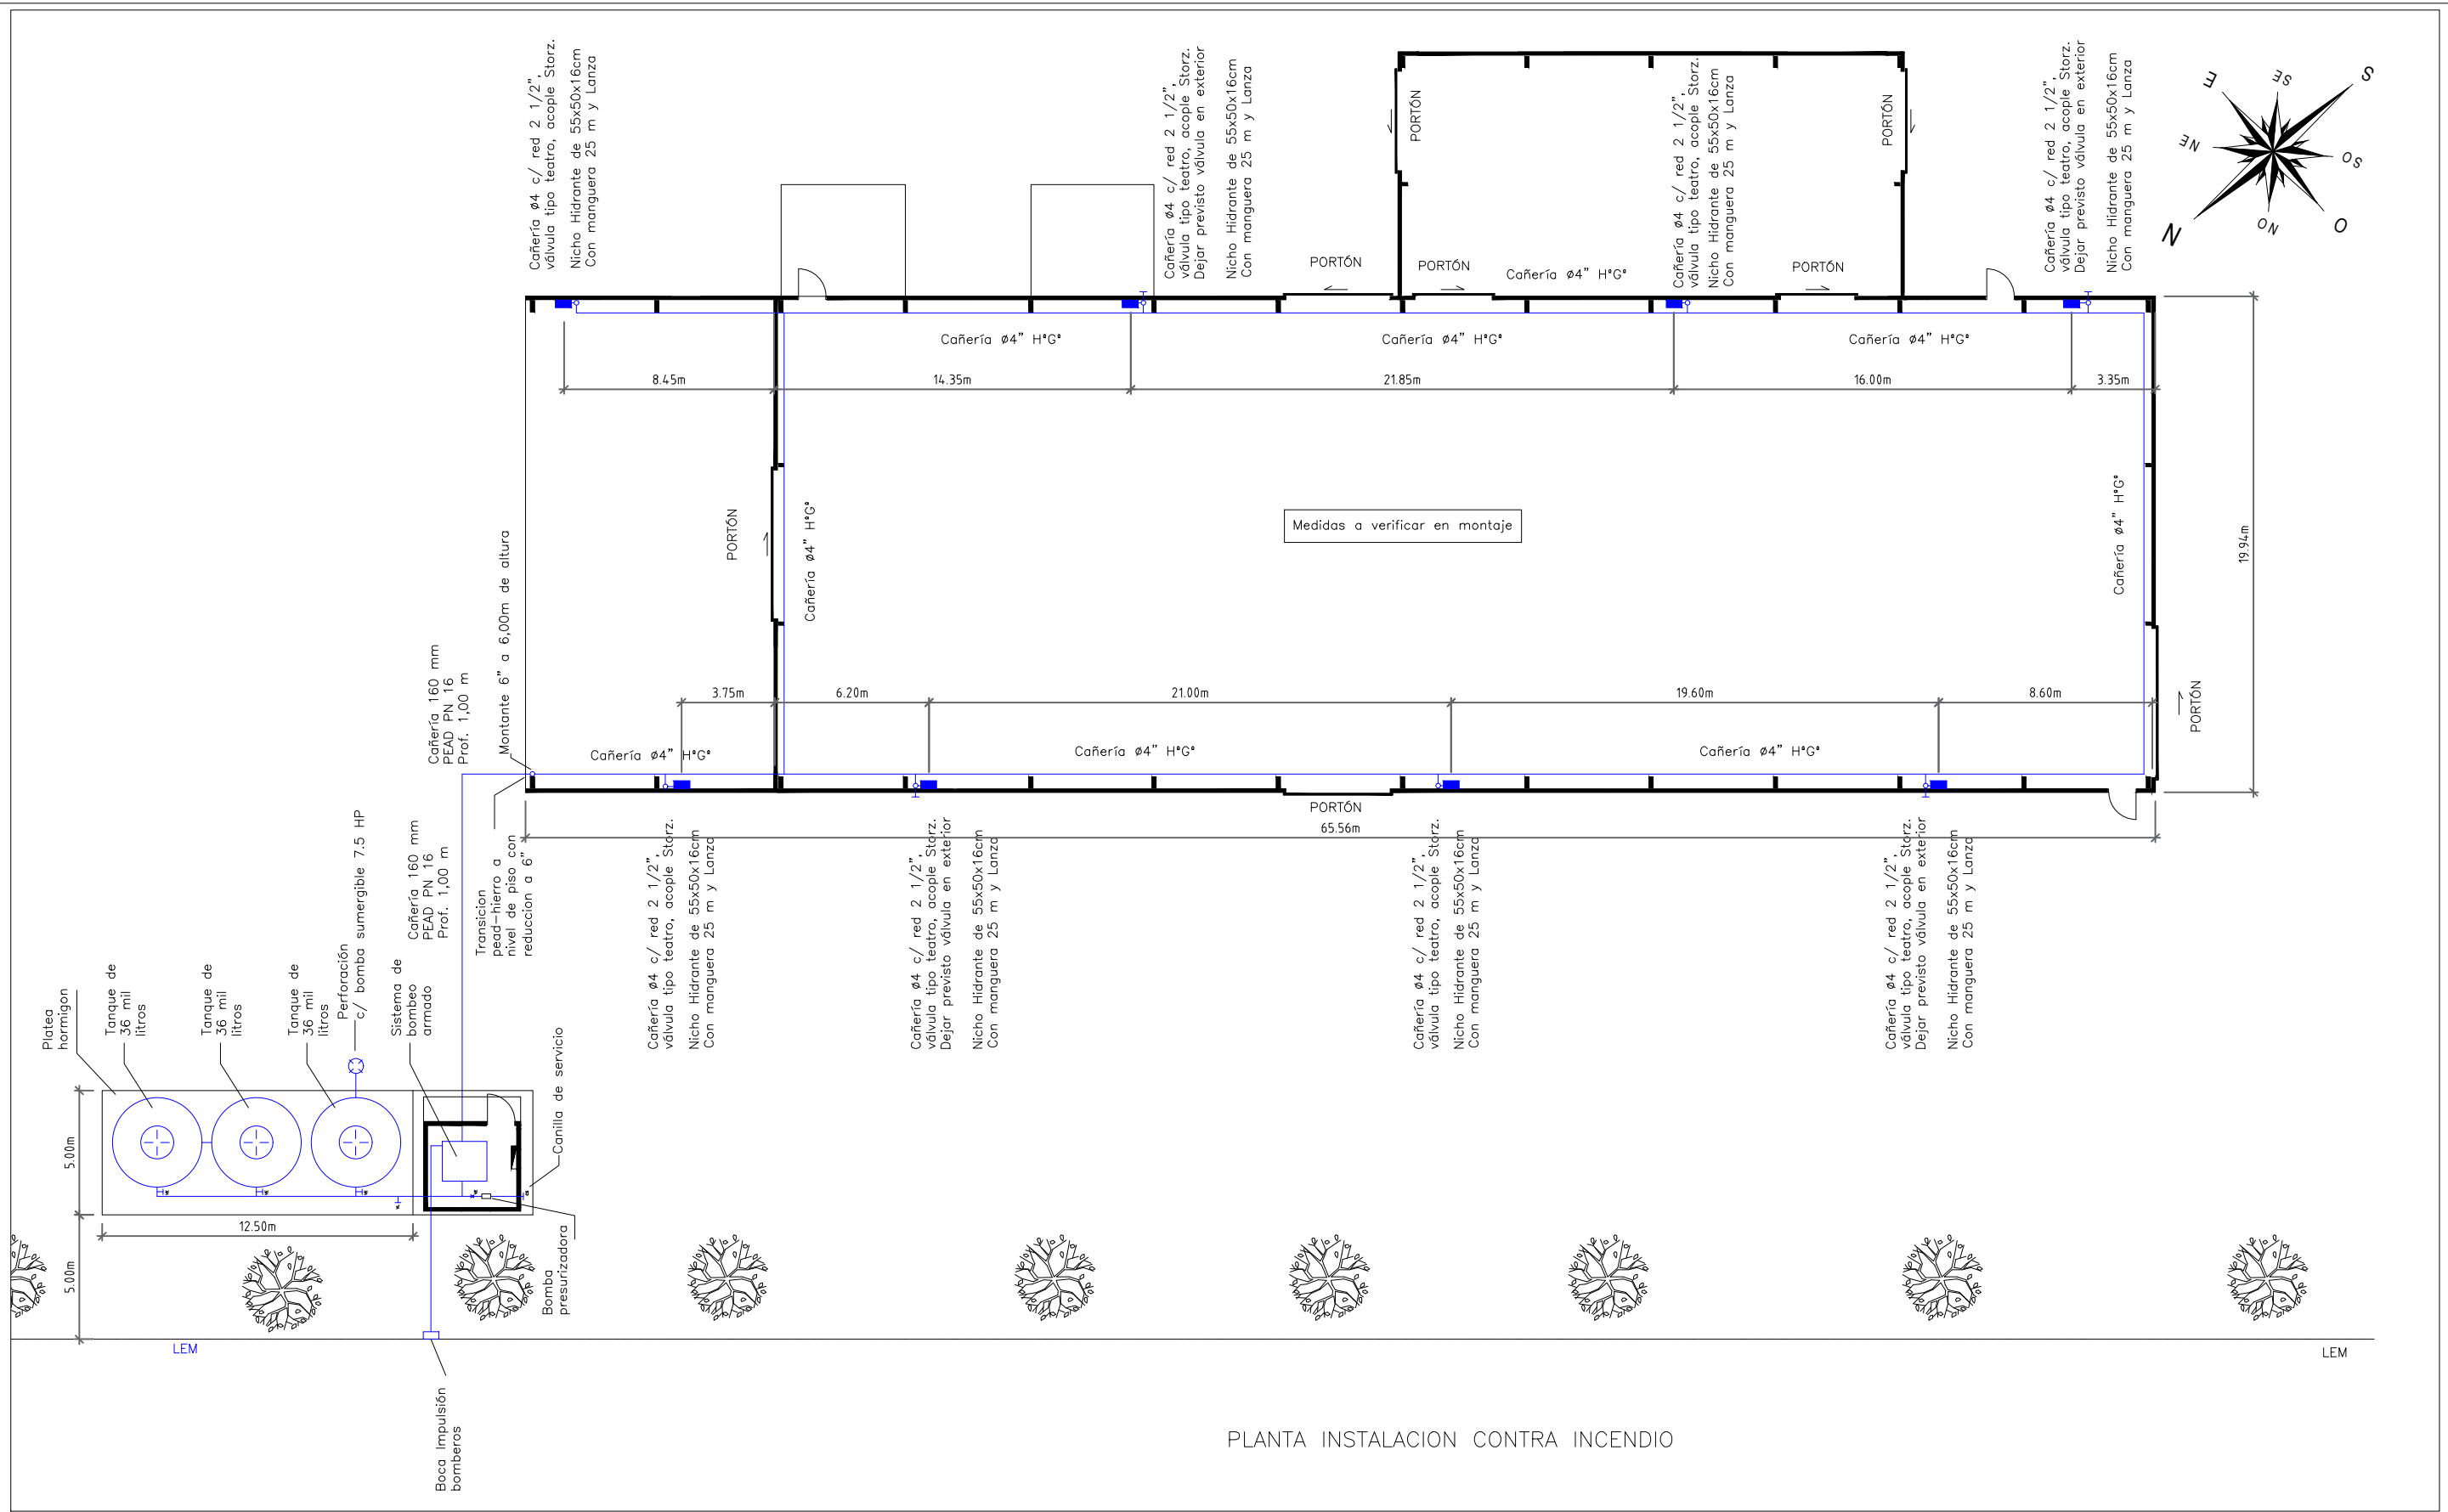 Cañería ø4 c/ red 2 1/2",
válvula tipo teatro, acople Storz.
Nicho Hidrante de 55x50x16cm
Con manguera 25 m y Lanza
Cañería ø4 c/ red 2 1/2",
válvula tipo teatro, acople Storz.
Dejar previsto válvula en exterior
Nicho Hidrante de 55x50x16cm
Con manguera 25 m y Lanza
PORTÓN
Cañería ø4 c/ red 2 1/2",
válvula tipo teatro, acople Storz.
Nicho Hidrante de 55x50x16cm
Con manguera 25 m y Lanza
PORTÓN
Cañería ø4 c/ red 2 1/2",
válvula tipo teatro, acople Storz.
Dejar previsto válvula en exterior
Nicho Hidrante de 55x50x16cm
Con manguera 25 m y Lanza
E
SE
S
NE
SO
N
NO
O
PORTÓN
PORTÓN
Cañería ø4" HºGº
PORTÓN
Cañería ø4" HºGº
Cañería ø4" HºGº
Cañería ø4" HºGº
8.45m
14.35m
21.85m
16.00m
3.35m
PORTÓN
Cañería ø4" HºGº
Medidas a verificar en montaje
Cañería ø4" HºGº
19.94m
Cañería 160 mm
PEAD PN 16
Prof. 1,00 m
Montante 6" a 6,00m de altura
3.75m
6.20m
21.00m
19.60m
8.60m
PORTÓN
Cañería ø4" HºGº
Cañería ø4" HºGº
Cañería ø4" HºGº
PORTÓN
65.56m
Platea
hormigon
Tanque de
36 mil
litros
Tanque de
36 mil
litros
Tanque de
36 mil
litros
Perforación
c/ bomba sumergible 7.5 HP
Sistema de
bombeo
armado
Cañería 160 mm
PEAD PN 16
Prof. 1,00 m
Transicion
pead-hierro a
nivel de piso con
reduccion a 6"
Canilla de servicio
Cañería ø4 c/ red 2 1/2",
válvula tipo teatro, acople Storz.
Nicho Hidrante de 55x50x16cm
Con manguera 25 m y Lanza
Cañería ø4 c/ red 2 1/2",
válvula tipo teatro, acople Storz.
Dejar previsto válvula en exterior
Nicho Hidrante de 55x50x16cm
Con manguera 25 m y Lanza
Cañería ø4 c/ red 2 1/2",
válvula tipo teatro, acople Storz.
Nicho Hidrante de 55x50x16cm
Con manguera 25 m y Lanza
Cañería ø4 c/ red 2 1/2",
válvula tipo teatro, acople Storz.
Dejar previsto válvula en exterior
Nicho Hidrante de 55x50x16cm
Con manguera 25 m y Lanza
5.00m
12.50m
5.00m
Bomba
presurizadora
LEM
LEM
Boca Impulsión
bomberos
PLANTA INSTALACION CONTRA INCENDIO